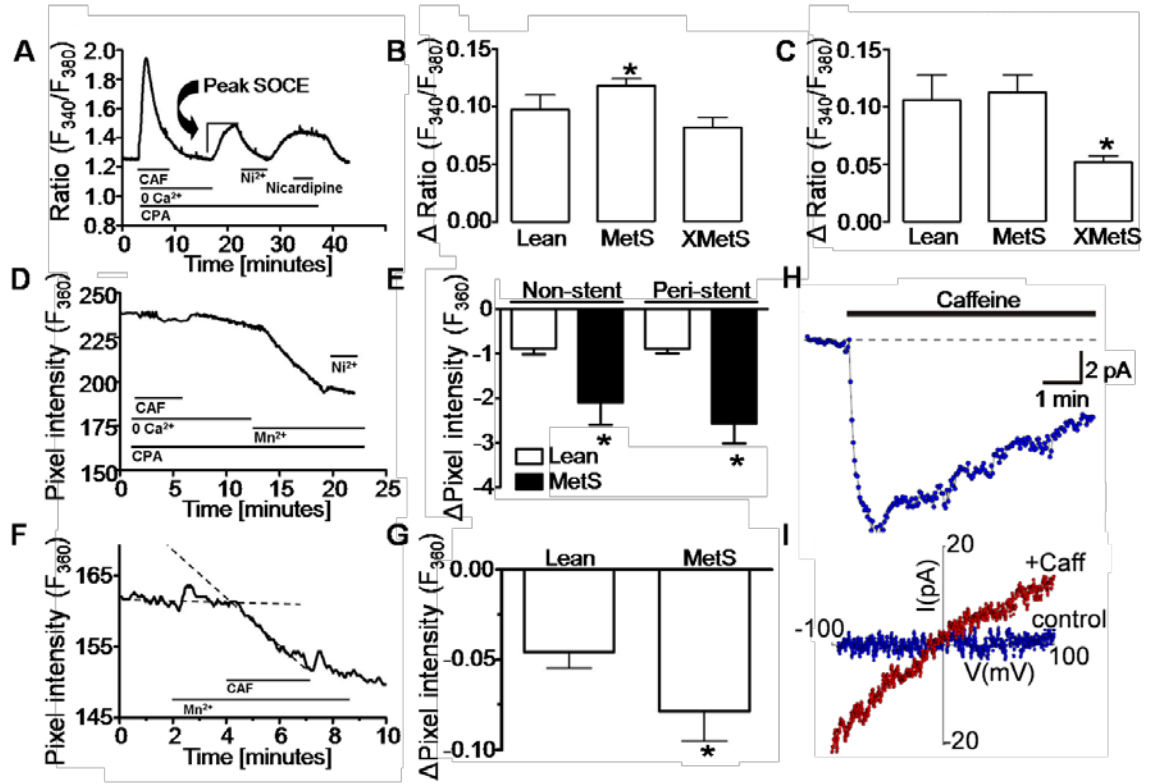 A
Ratio (F340/F380)
2.0
1.8
1.6
1.4
1.2
1.0
0.8
Peak SOCE
CAF
Ni2+
Nicardipine
0 Ca2+
CPA
0 10 20 30 40 50
Time [minutes]
B
Δ Ratio (F340/F380)
0.15
0.10
0.05
0.00
*
Lean MetS XMetS
C
Δ Ratio (F340/F380)
0.15
0.10
0.05
0.00
*
Lean MetS XMetS
D
Pixel intensity (F360)
250
225
200
175
150
Ni2+
CAF
0 Ca2+
Mn2+
CPA
0 5 10 15 20 25
Time [minutes]
E
ΔPixel intensity (F360)
Non-stent Peri-stent
0
-1
-2
-3
-4
* *
Lean
MetS
H
Caffeine
2 pA
1 min
F
Pixel intensity (F360)
165
155
145
CAF
Mn2+
0 2 4 6 8 10
Time [minutes]
G
ΔPixel intensity (F360)
Lean MetS
0.00
-0.05
-0.10
*
I
20
I(pA)
+Caff
control
-100
100
V(mV)
-20